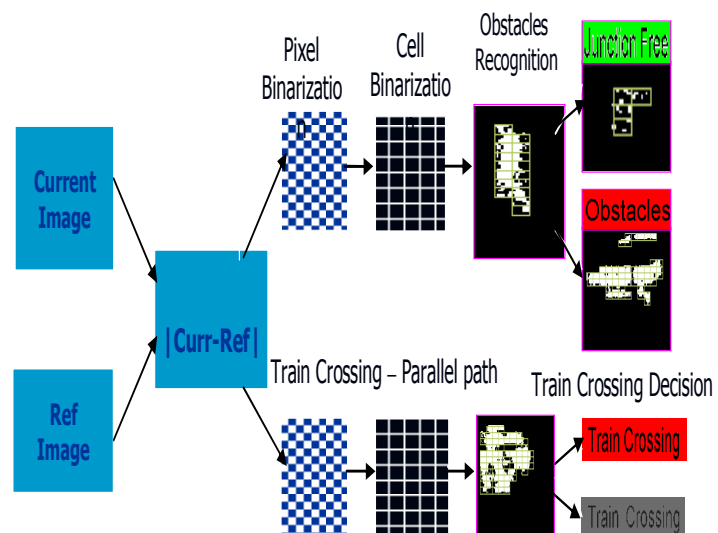 Pixel
Binarizatio
n
Cell
Binarizatio
n
Obstacles
Recognition
Junction Free
Obstacles
Current
Image
|Curr-Ref|
Ref
Image
Train Crossing – Parallel path
Train Crossing Decision
Train Crossing
Train Crossing